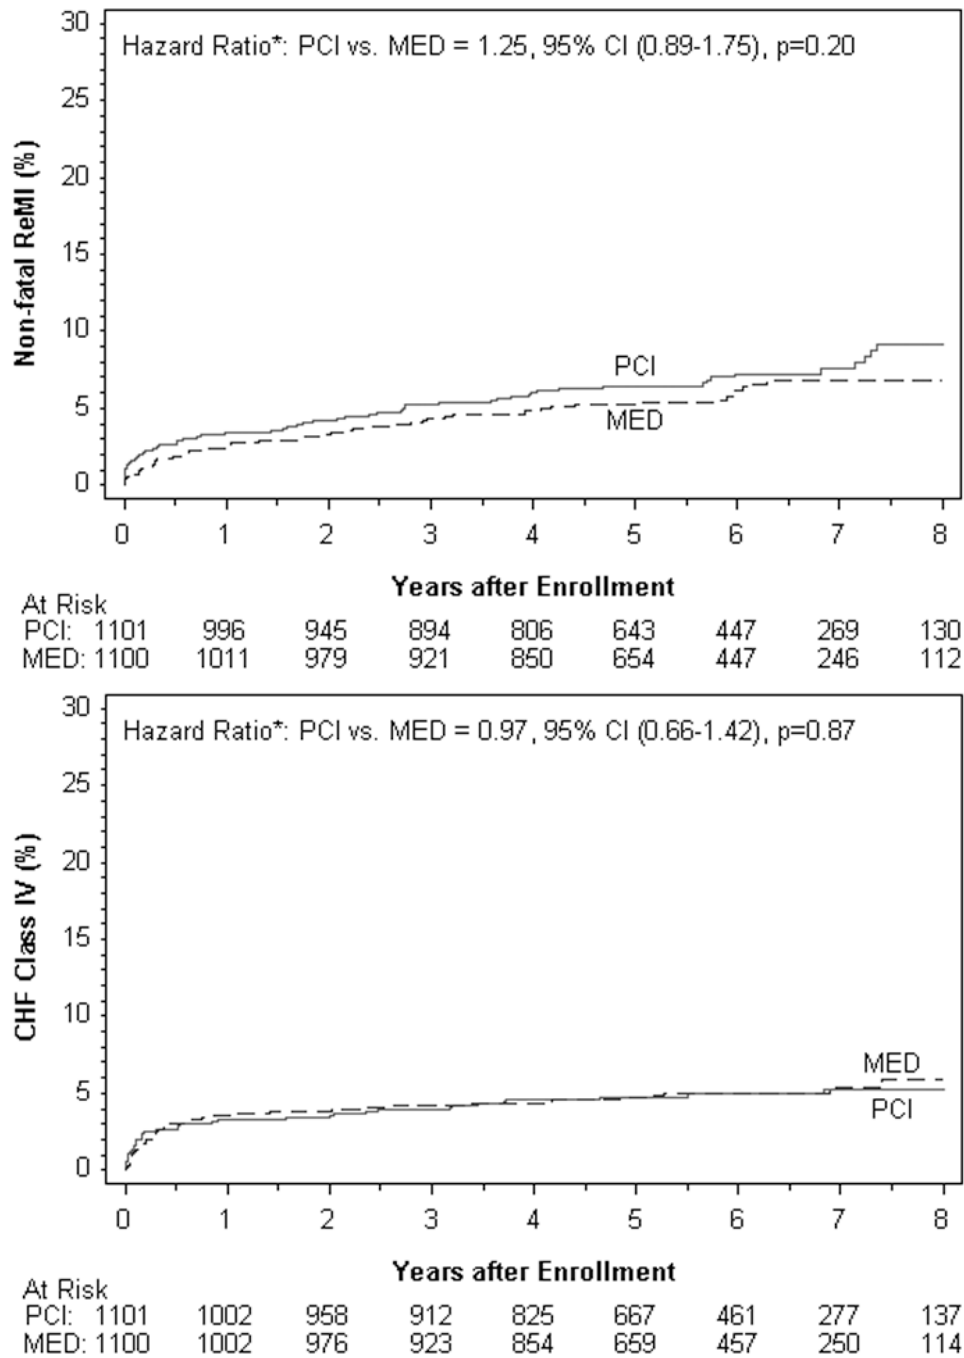 Hazard Ratio*: PCI vs. MED = 1.25, 95% CI (0.89-1.75), p=0.20
Non-fatal ReMI (%)
30
25
20
15
10
5
0
PCI
MED
0 1 2 3 4 5 6 7 8
Years after Enrollment
At Risk
PCI: 1101 996 945 894 806 643 447 269 130
MED: 1100 1011 979 921 850 654 447 246 112
Hazard Ratio*: PCI vs. MED = 0.97, 95% CI (0.66-1.42), p=0.87
CHF Class IV (%)
30
25
20
15
10
5
0
MED
PCI
0 1 2 3 4 5 6 7 8
Years after Enrollment
At Risk
PCI: 1101 1002 958 912 825 667 461 277 137
MED: 1100 1002 976 923 854 659 457 250 114